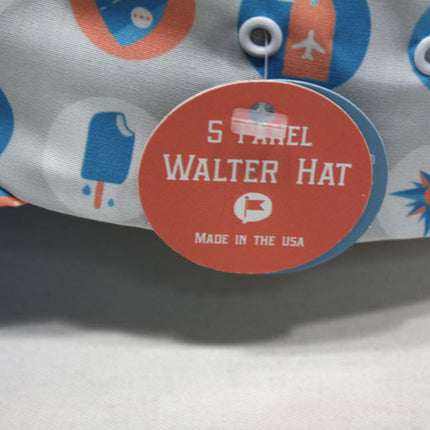 5 PANEL
WALTER HAT
MADE IN THE USA